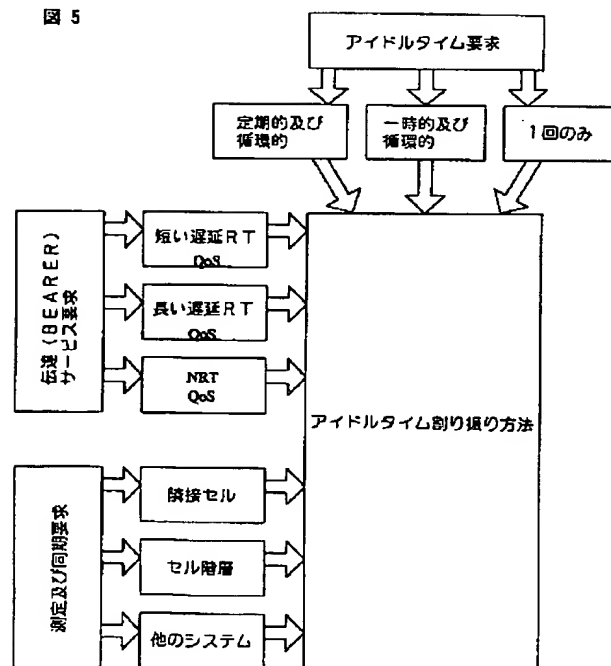 図 5
アイドルタイム要求
定期的及び
循環的
一時的及び
循環的
1回のみ
伝達(BEARER)
サービス要求
短い遅延RT
QoS
長い遅延RT
QoS
NRT
QoS
アイドルタイム割り振り方法
測定及び同期要求
隣接セル
セル階層
他のシステム